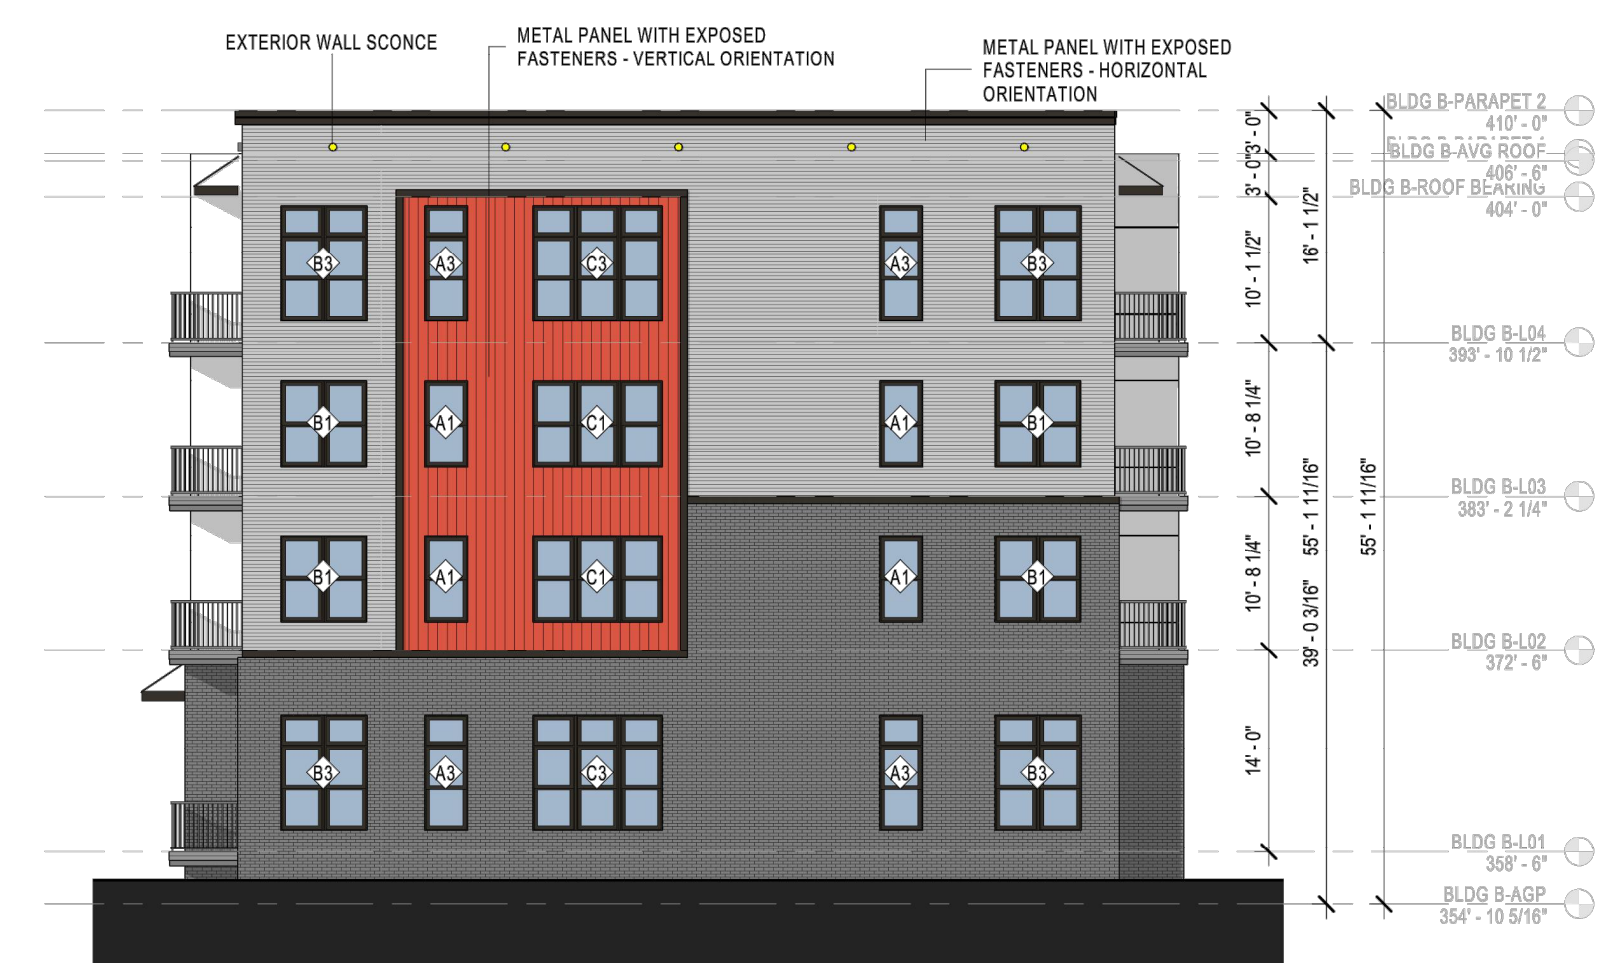 EXTERIOR WALL SCONCE
METAL PANEL WITH EXPOSED
FASTENERS - VERTICAL ORIENTATION
METAL PANEL WITH EXPOSED
FASTENERS - HORIZONTAL
ORIENTATION
BLDG B-PARAPET 2
410' - 0"
BLDG B-AVG ROOF
406' - 6"
BLDG B-ROOF BEARING
404' - 0"
BLDG B-L04
393' - 10 1/2"
BLDG B-L03
383' - 2 1/4"
BLDG B-L02
372' - 6"
BLDG B-L01
358' - 6"
BLDG B-AGP
354' - 10 5/16"
3' - 0"
3' - 0"
10' - 1 1/2"
10' - 8 1/4"
10' - 8 1/4"
14' - 0"
16' - 1 1/2"
55' - 1 11/16"
39' - 0 3/16"
55' - 1 11/16"
B3 A3 C3 A3 B3
B1 A1 C1 A1 B1
B1 A1 C1 A1 B1
B3 A3 C3 A3 B3